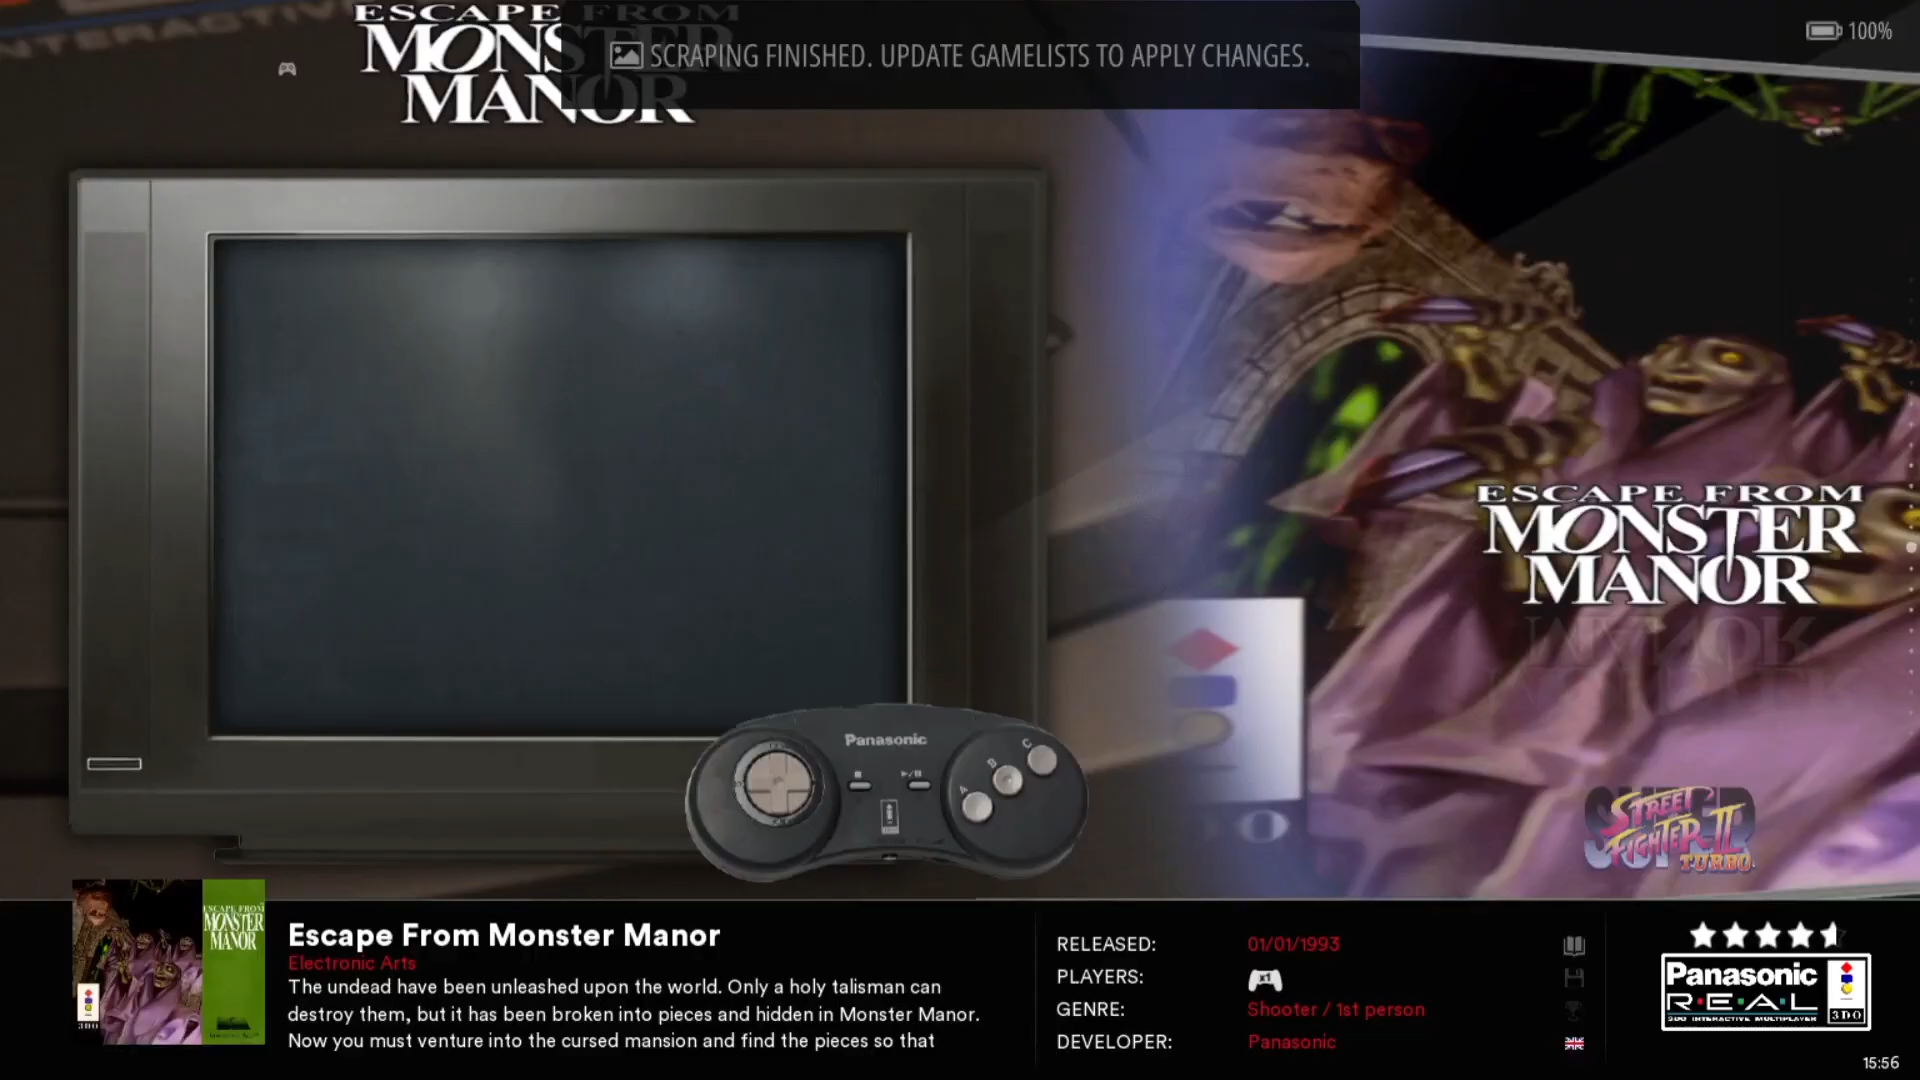 INTERACTIVE
ESCAPE FROM
MONSTER
MANOR
SCRAPING FINISHED. UPDATE GAMELISTS TO APPLY CHANGES.
100%
Panasonic
A
B
C
ESCAPE FROM
MONSTER
MANOR
SUPER
STREET
FIGHTER II
TURBO
ESCAPE FROM
MONSTER
MANOR
3DO
Escape From Monster Manor
Electronic Arts
The undead have been unleashed upon the world. Only a holy talisman can
destroy them, but it has been broken into pieces and hidden in Monster Manor.
Now you must venture into the cursed mansion and find the pieces so that
RELEASED: 01/01/1993
PLAYERS: x1
GENRE: Shooter / 1st person
DEVELOPER: Panasonic
Panasonic
R·E·A·L
3DO INTERACTIVE MULTIPLAYER
3DO
15:56